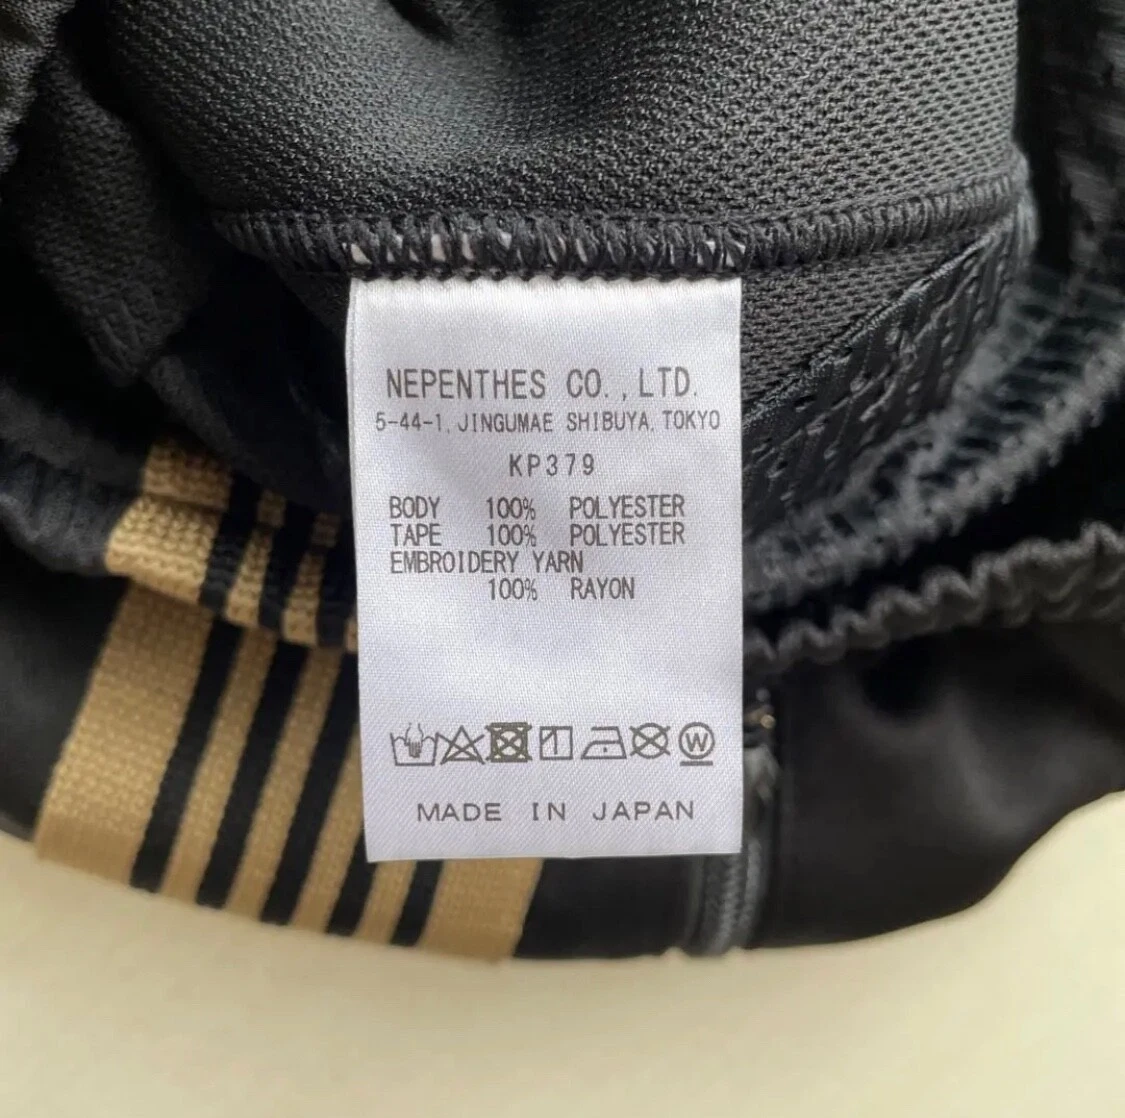 NEPENTHES CO.,LTD.
5-44-1, JINGUMAE SHIBUYA, TOKYO
KP379
BODY 100% POLYESTER
TAPE 100% POLYESTER
EMBROIDERY YARN
100% RAYON
W
MADE IN JAPAN